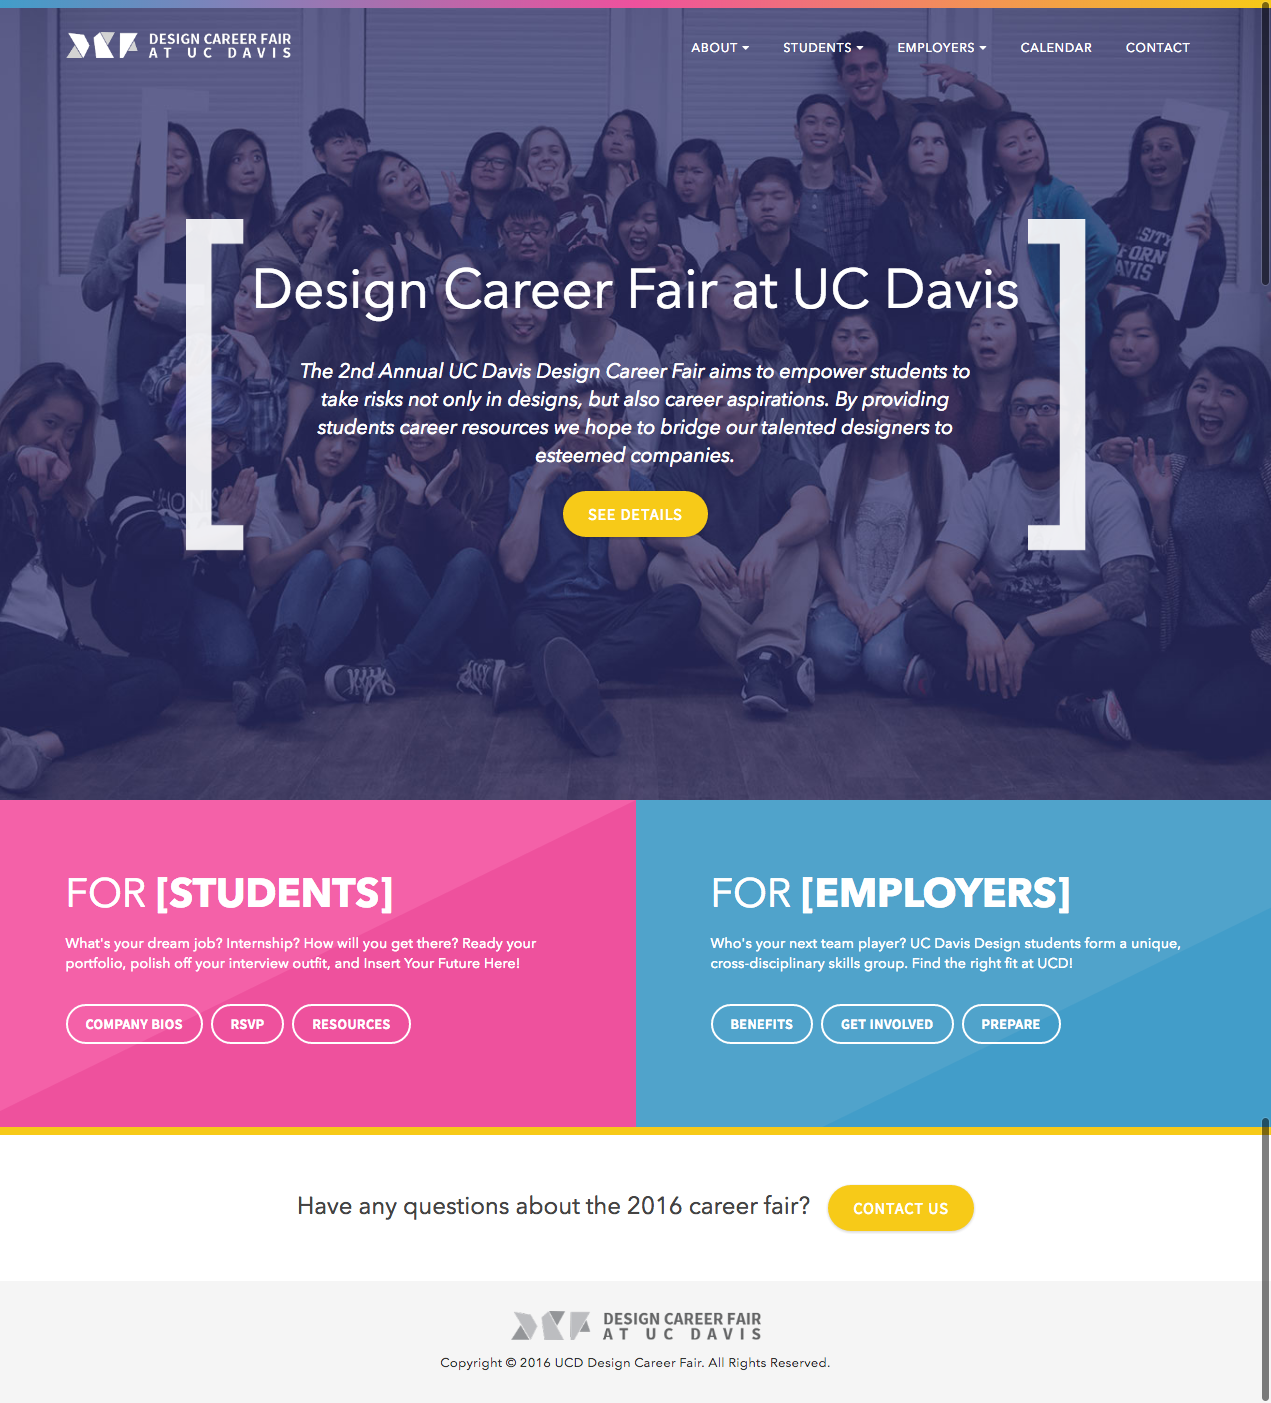 DESIGN CAREER FAIR
AT UC DAVIS
ABOUT
STUDENTS
EMPLOYERS
CALENDAR
CONTACT
Design Career Fair at UC Davis
The 2nd Annual UC Davis Design Career Fair aims to empower students to
take risks not only in designs, but also career aspirations. By providing
students career resources we hope to bridge our talented designers to
esteemed companies.
SEE DETAILS
FOR [STUDENTS]
What's your dream job? Internship? How will you get there? Ready your
portfolio, polish off your interview outfit, and Insert Your Future Here!
COMPANY BIOS
RSVP
RESOURCES
FOR [EMPLOYERS]
Who's your next team player? UC Davis Design students form a unique,
cross-disciplinary skills group. Find the right fit at UCD!
BENEFITS
GET INVOLVED
PREPARE
Have any questions about the 2016 career fair?
CONTACT US
DESIGN CAREER FAIR
AT UC DAVIS
Copyright © 2016 UCD Design Career Fair. All Rights Reserved.